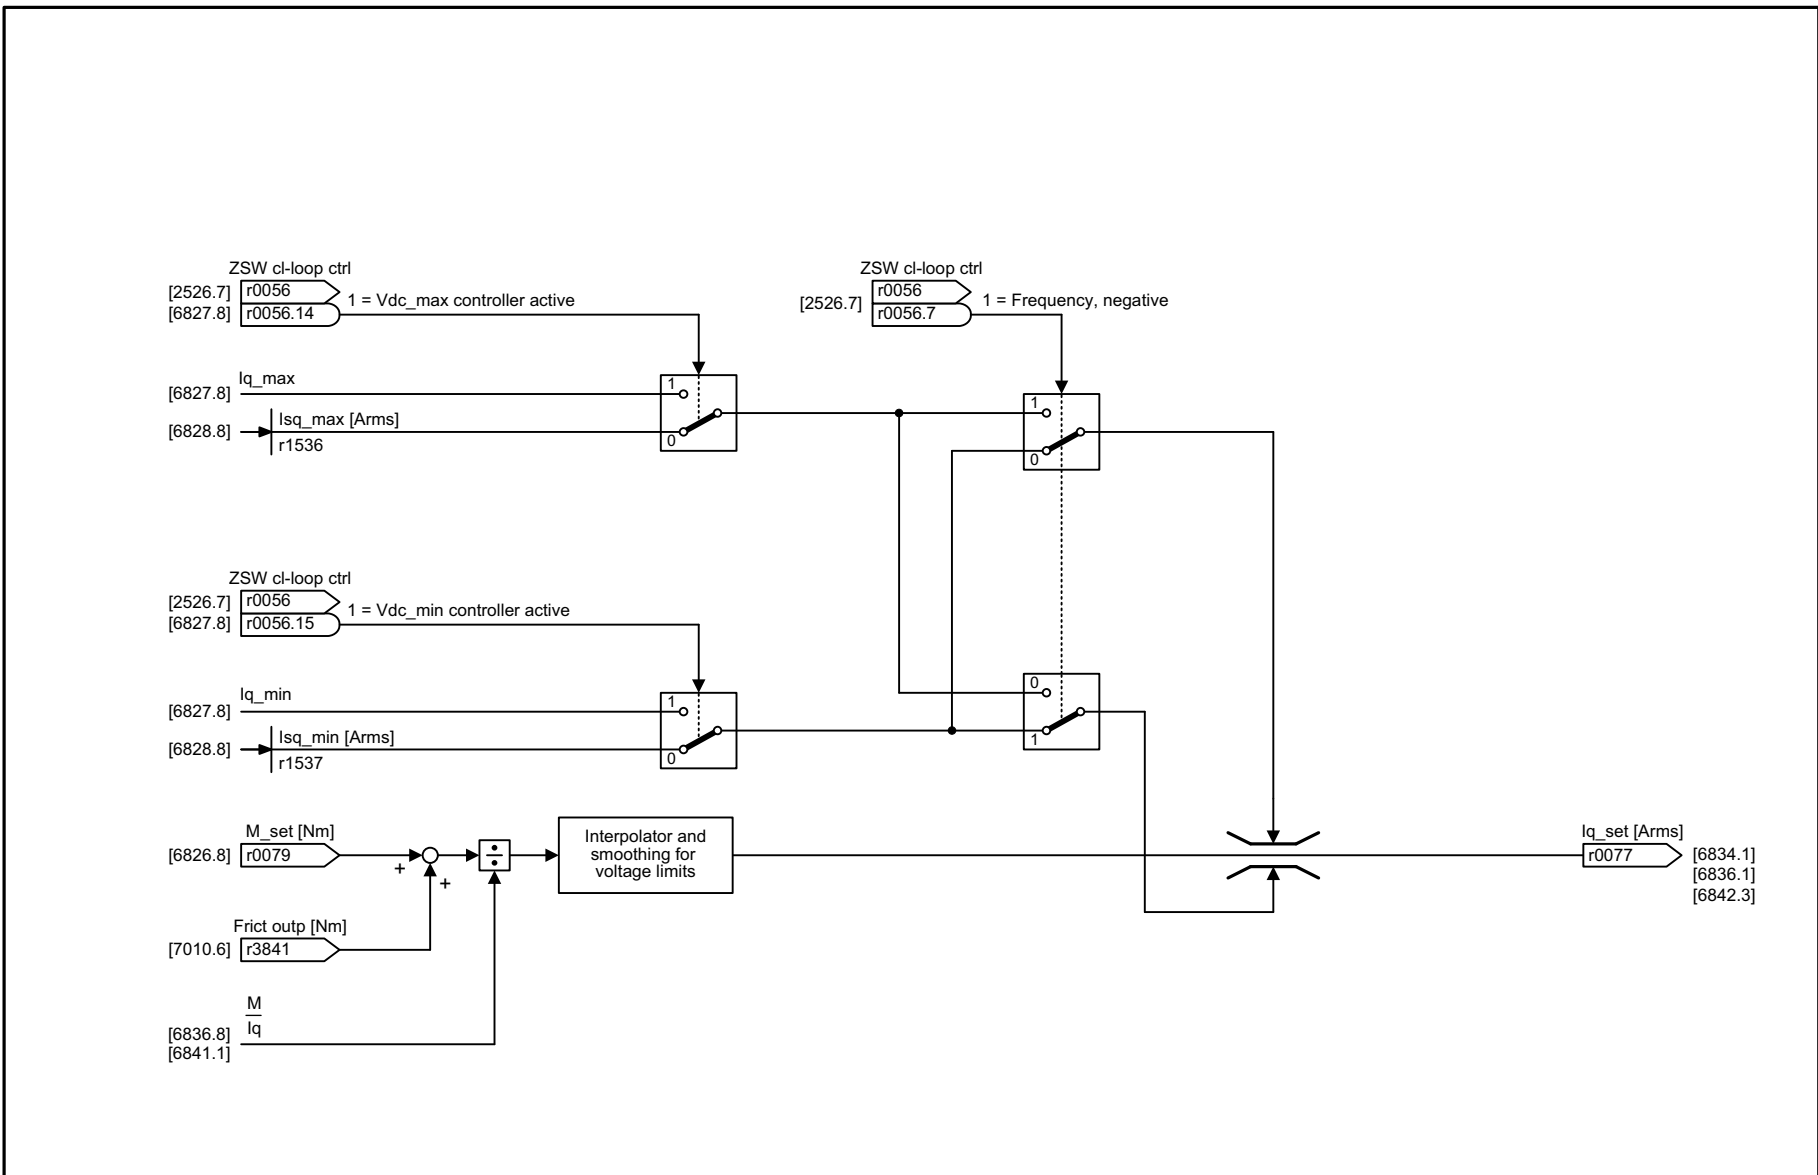 ZSW cl-loop ctrl
[2526.7] r0056
1 = Vdc_max controller active
[6827.8] r0056.14
ZSW cl-loop ctrl
r0056
[2526.7]
1 = Frequency, negative
r0056.7
Iq_max
[6827.8]
1
Isq_max [Arms]
[6828.8]
0
r1536
1
0
ZSW cl-loop ctrl
[2526.7] r0056
1 = Vdc_min controller active
[6827.8] r0056.15
Iq_min
[6827.8]
1
Isq_min [Arms]
[6828.8]
0
r1537
0
1
M_set [Nm]
[6826.8] r0079
+
+
÷
Interpolator and
smoothing for
voltage limits
Iq_set [Arms]
r0077 [6834.1]
[6836.1]
[6842.3]
Frict outp [Nm]
[7010.6] r3841
M
Iq
[6836.8]
[6841.1]